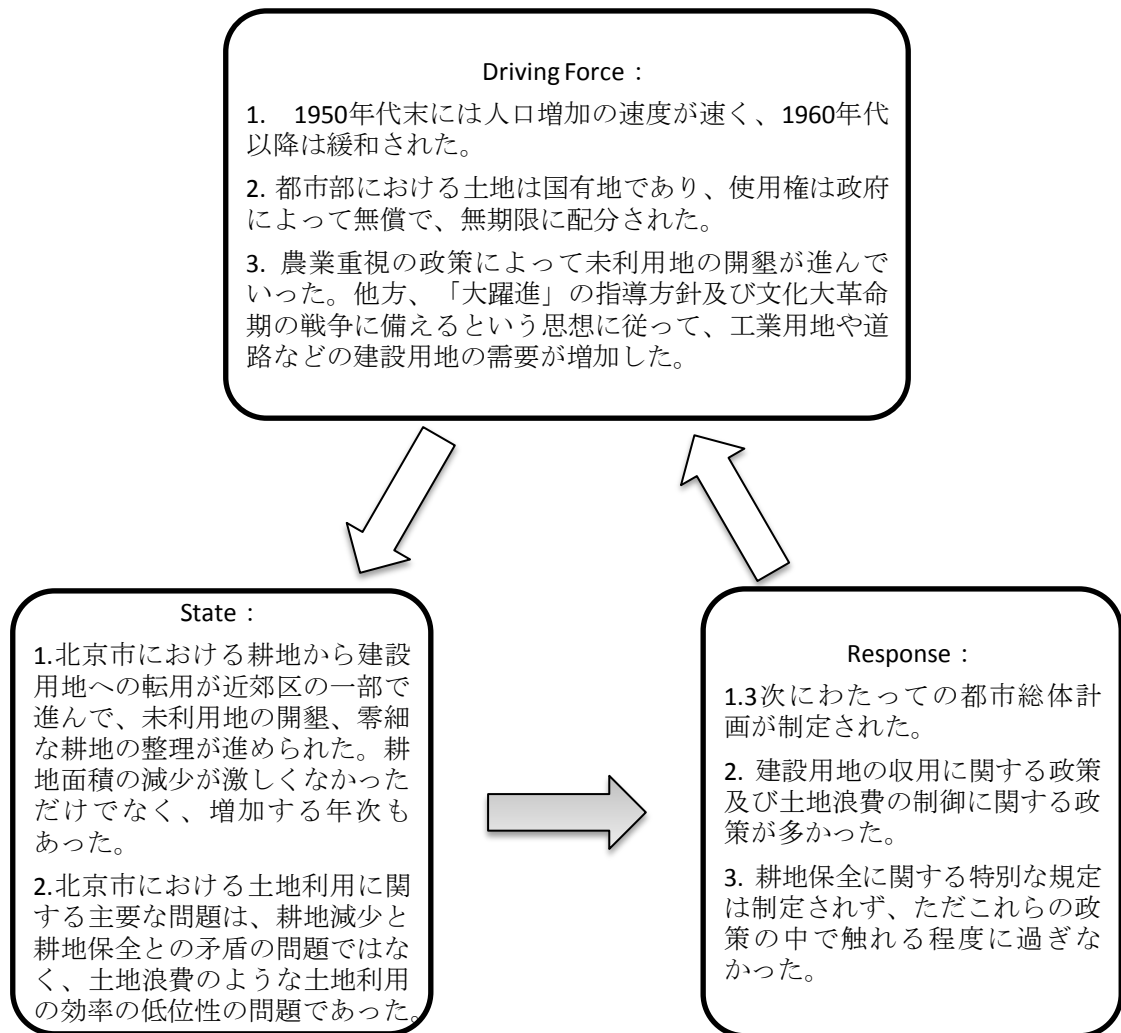 Driving Force：
1. 1950年代末には人口増加の速度が速く、1960年代
以降は緩和された。
2. 都市部における土地は国有地であり、使用権は政府
によって無償で、無期限に配分された。
3. 農業重視の政策によって未利用地の開墾が進んで
いった。他方、「大躍進」の指導方針及び文化大革命
期の戦争に備えるという思想に従って、工業用地や道
路などの建設用地の需要が増加した。
State：
1.北京市における耕地から建設
用地への転用が近郊区の一部で
進んで、未利用地の開墾、零細
な耕地の整理が進められた。耕
地面積の減少が激しくなかった
だけでなく、増加する年次も
あった。
2.北京市における土地利用に関
する主要な問題は、耕地減少と
耕地保全との矛盾の問題ではな
く、土地浪費のような土地利用
の効率の低位性の問題であった。
Response：
1.3次にわたっての都市総体計
画が制定された。
2. 建設用地の収用に関する政策
及び土地浪費の制御に関する政
策が多かった。
3. 耕地保全に関する特別な規定
は制定されず、ただこれらの政
策の中で触れる程度に過ぎな
かった。